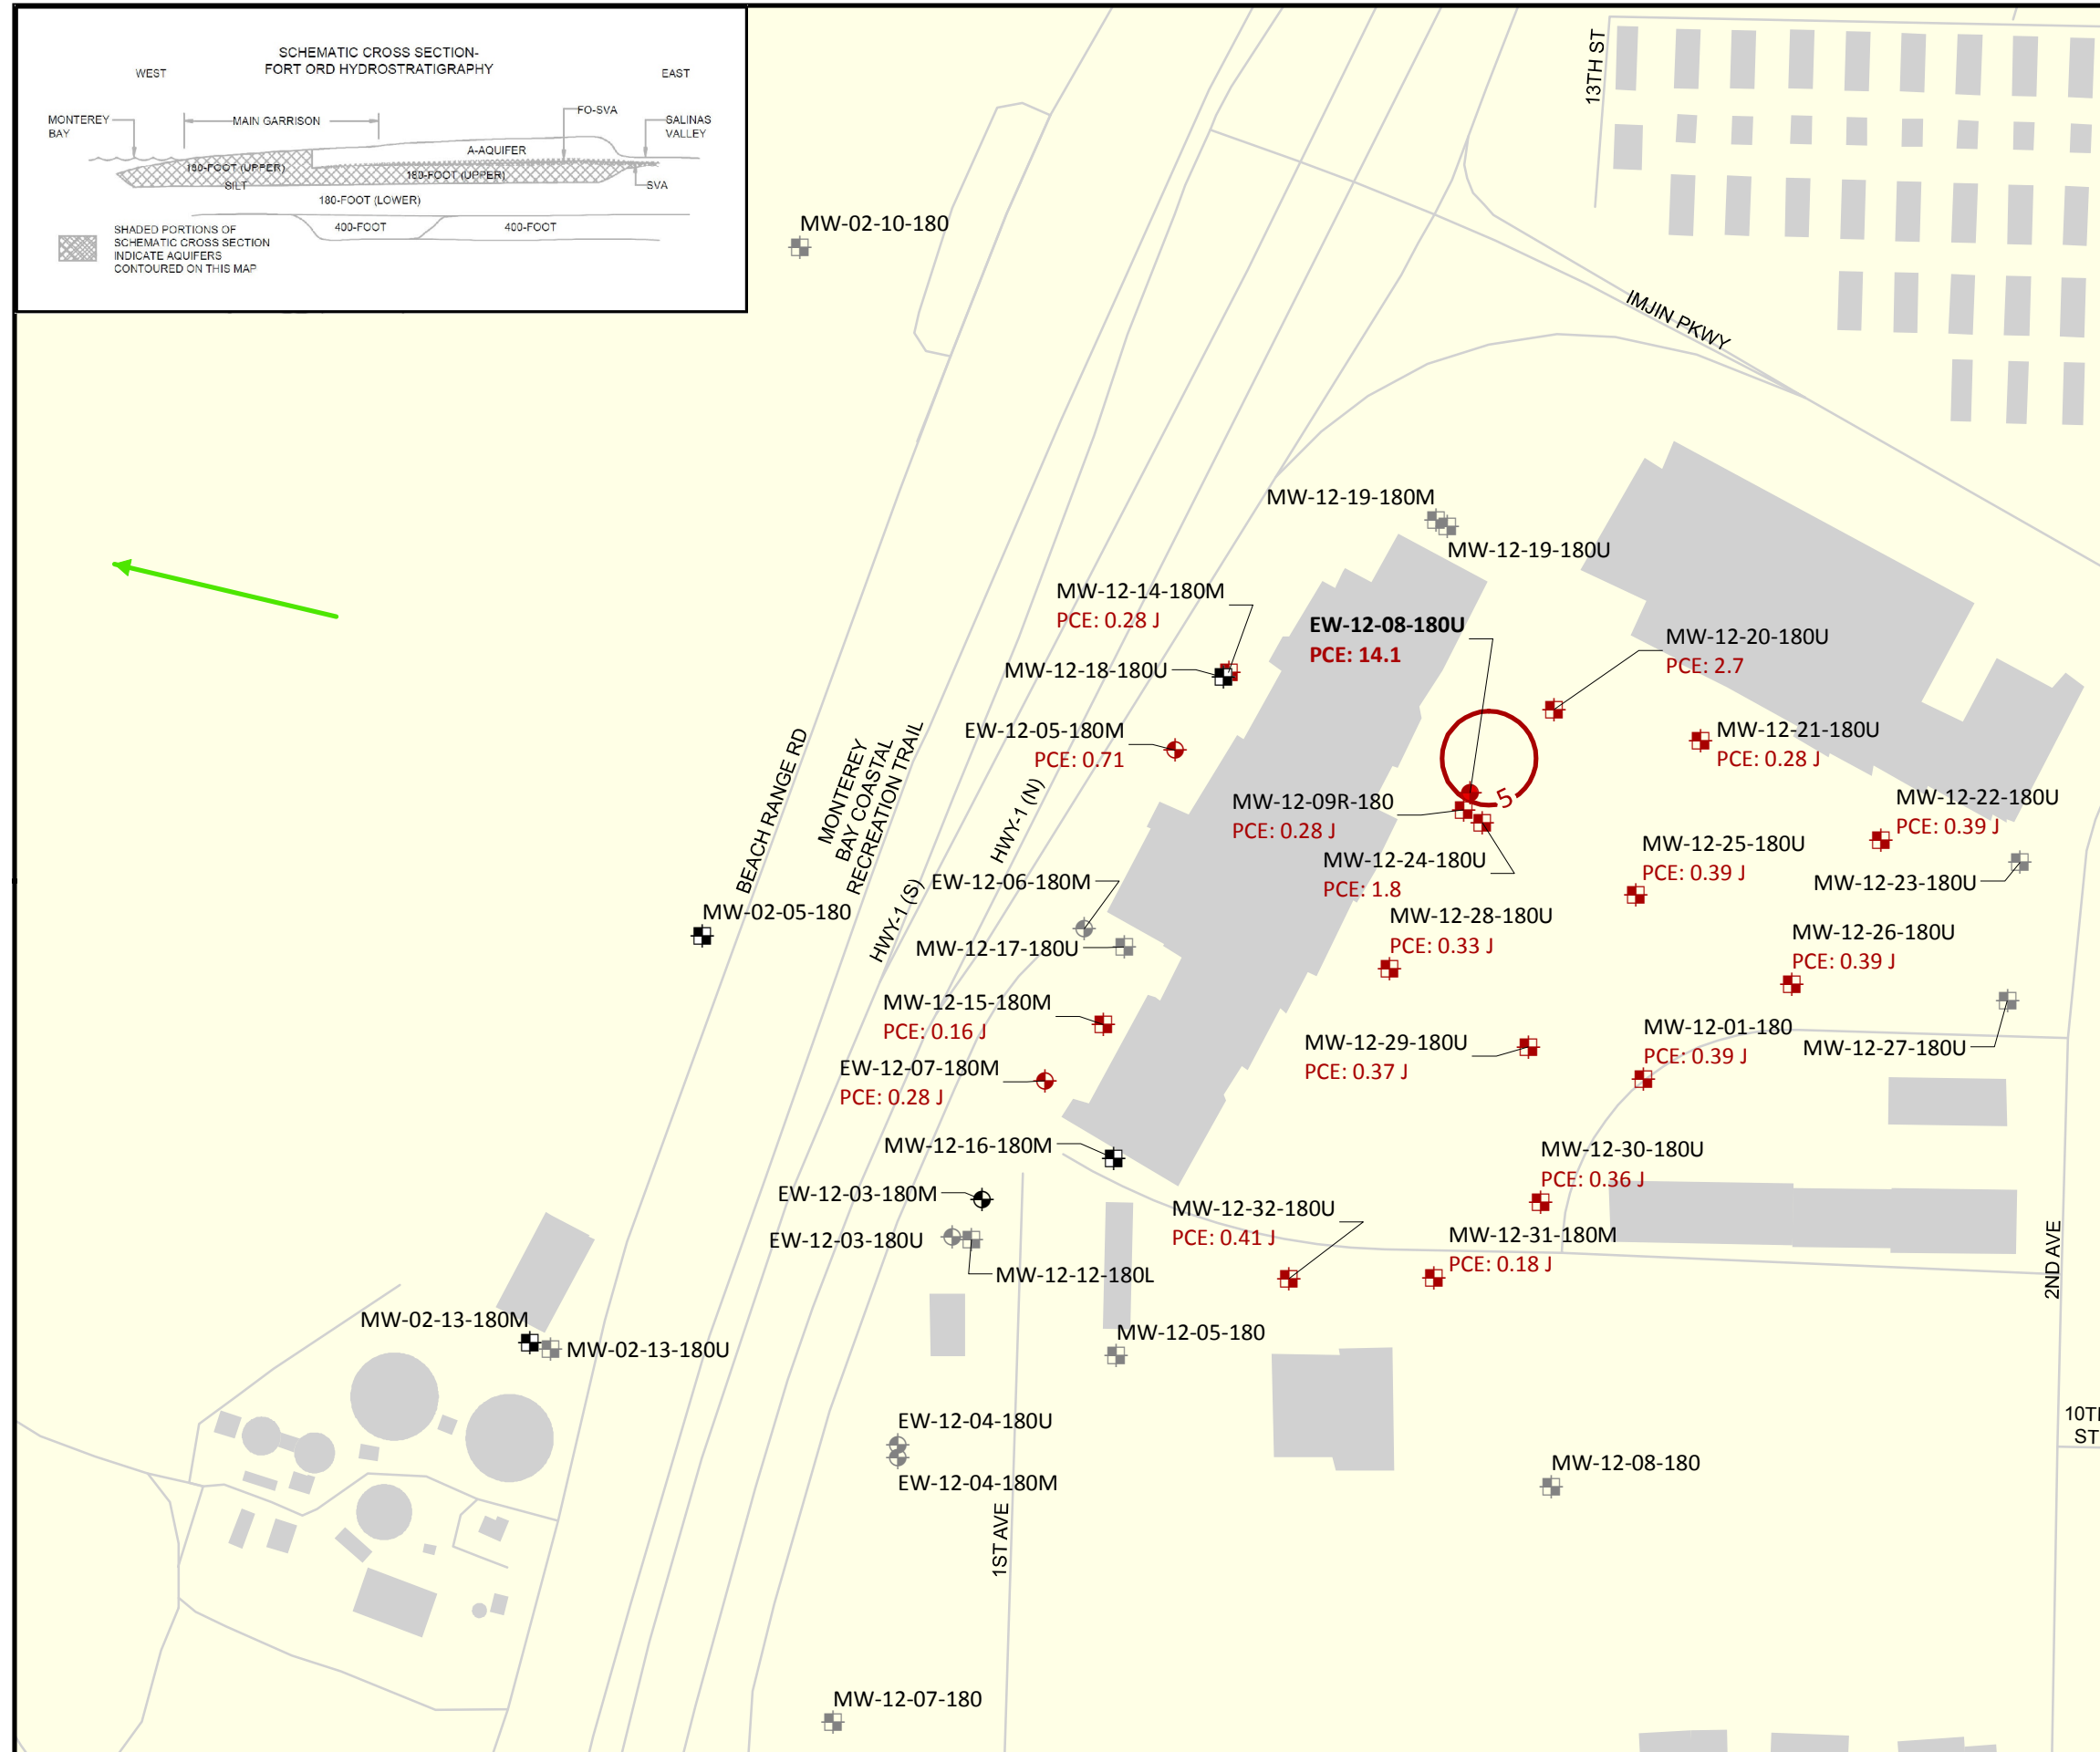 SCHEMATIC CROSS SECTION-
FORT ORD HYDROSTRATIGRAPHY
WEST
EAST
MONTEREY
BAY
MAIN GARRISON
FO-SVA
SALINAS
VALLEY
A-AQUIFER
180-FOOT (UPPER)
180-FOOT (UPPER)
SILT
SVA
180-FOOT (LOWER)
400-FOOT
400-FOOT
SHADED PORTIONS OF
SCHEMATIC CROSS SECTION
INDICATE AQUIFERS
CONTOURED ON THIS MAP
13TH ST
MW-02-10-180
IMJIN PKWY
MW-12-19-180M
MW-12-19-180U
MW-12-14-180M
PCE: 0.28 J
EW-12-08-180U
PCE: 14.1
MW-12-20-180U
PCE: 2.7
MW-12-18-180U
EW-12-05-180M
PCE: 0.71
MW-12-21-180U
PCE: 0.28 J
BEACH RANGE RD
MONTEREY
BAY COASTAL
RECREATION TRAIL
HWY-1 (N)
HWY-1 (S)
5
MW-12-09R-180
PCE: 0.28 J
MW-12-22-180U
PCE: 0.39 J
MW-12-24-180U
PCE: 1.8
MW-12-25-180U
PCE: 0.39 J
MW-12-23-180U
EW-12-06-180M
MW-02-05-180
MW-12-28-180U
PCE: 0.33 J
MW-12-17-180U
MW-12-26-180U
PCE: 0.39 J
MW-12-15-180M
PCE: 0.16 J
MW-12-29-180U
PCE: 0.37 J
MW-12-01-180
PCE: 0.39 J
MW-12-27-180U
EW-12-07-180M
PCE: 0.28 J
MW-12-16-180M
MW-12-30-180U
PCE: 0.36 J
EW-12-03-180M
MW-12-32-180U
PCE: 0.41 J
EW-12-03-180U
MW-12-31-180M
PCE: 0.18 J
MW-12-12-180L
2ND AVE
MW-02-13-180M
MW-02-13-180U
MW-12-05-180
EW-12-04-180U
EW-12-04-180M
10TH
ST
MW-12-08-180
1ST AVE
MW-12-07-180